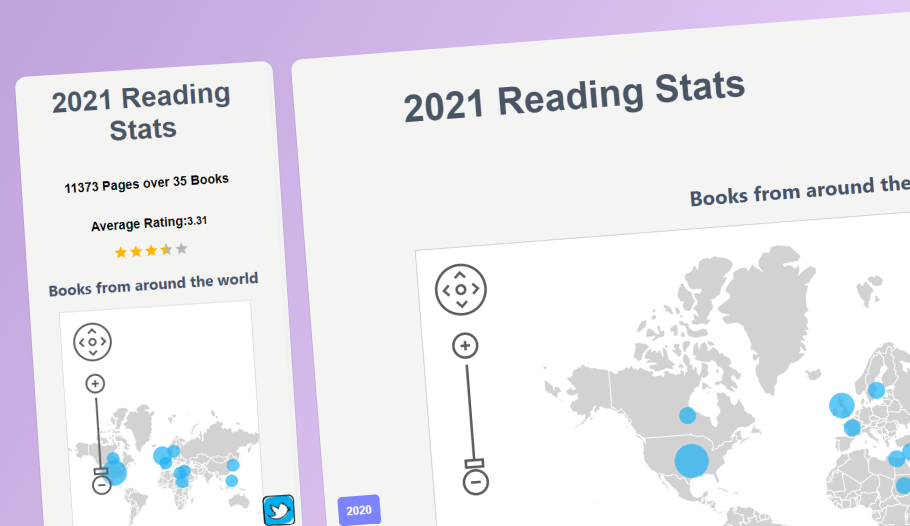 2021 Reading
Stats
11373 Pages over 35 Books
Average Rating:3.31
Books from around the world
2021 Reading Stats
Books from around the
2020